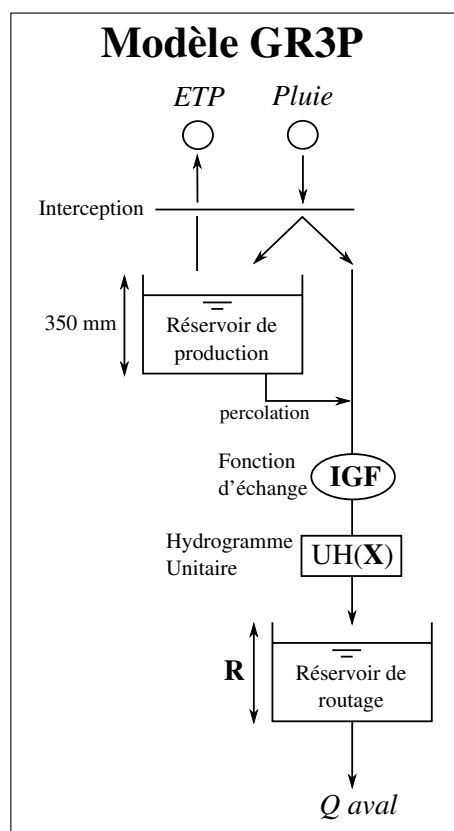 Modèle GR3P
ETP Pluie
Interception
350 mm
Réservoir de
production
percolation
Fonction
d'échange
IGF
Hydrogramme
Unitaire
UH(X)
R
Réservoir de
routage
Q aval